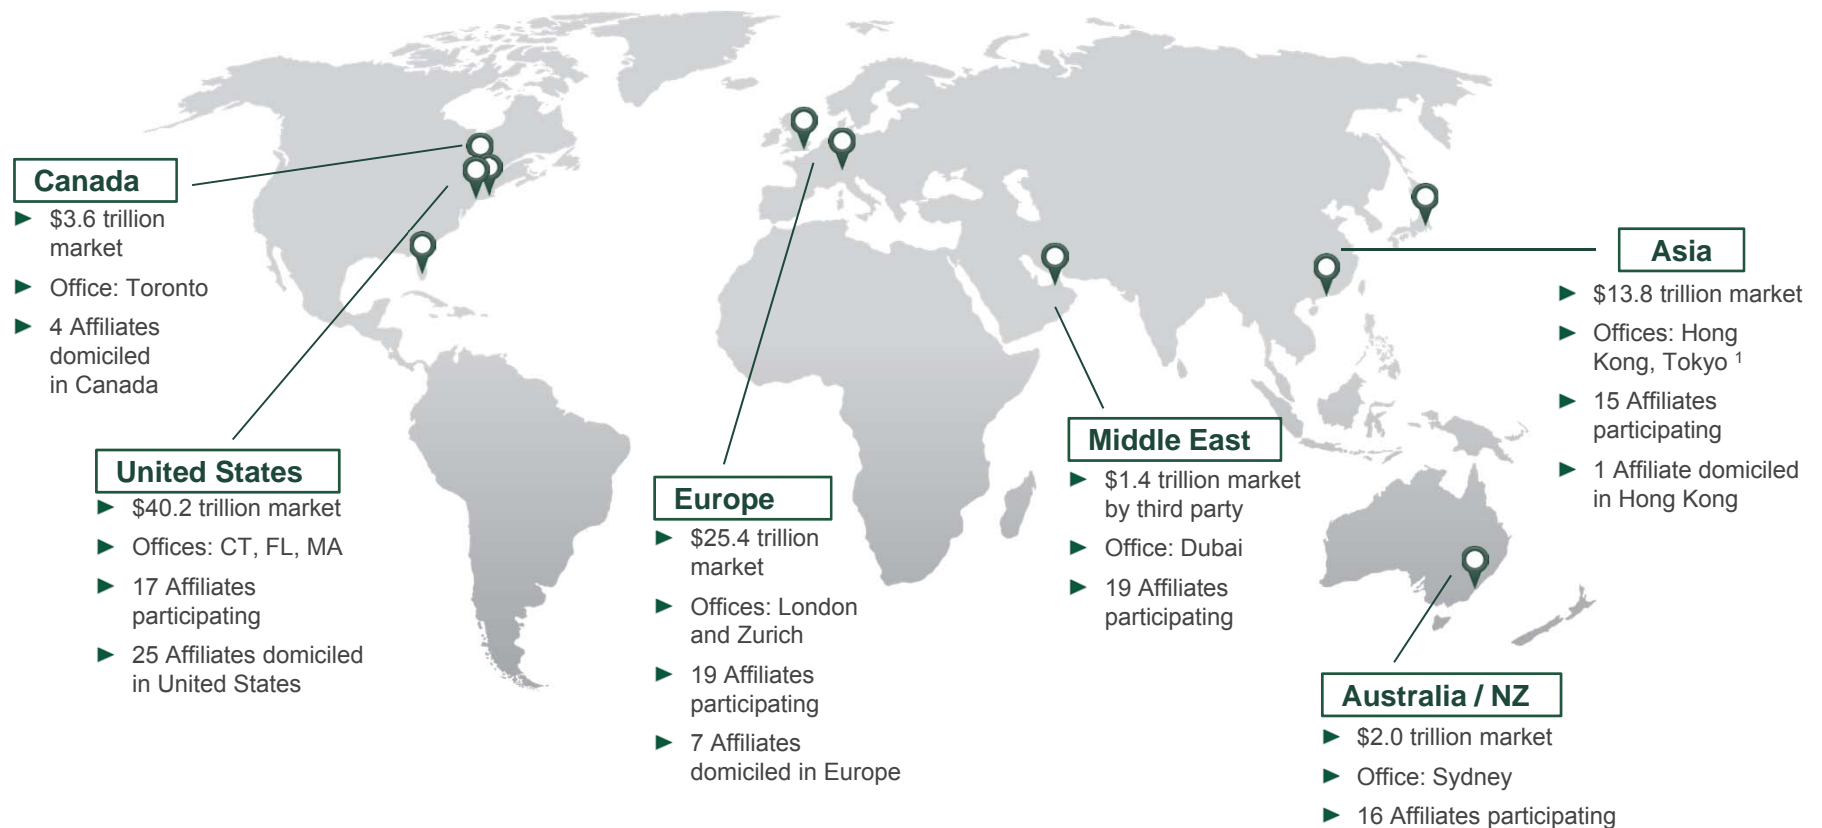 Canada
$3.6 trillion
market
Office: Toronto
4 Affiliates
domiciled
in Canada
United States
$40.2 trillion market
Offices: CT, FL, MA
17 Affiliates
participating
25 Affiliates domiciled
in United States
Europe
$25.4 trillion
market
Offices: London
and Zurich
19 Affiliates
participating
7 Affiliates
domiciled in Europe
Middle East
$1.4 trillion market
by third party
Office: Dubai
19 Affiliates
participating
Asia
$13.8 trillion market
Offices: Hong
Kong, Tokyo 1
15 Affiliates
participating
1 Affiliate domiciled
in Hong Kong
Australia / NZ
$2.0 trillion market
Office: Sydney
16 Affiliates participating